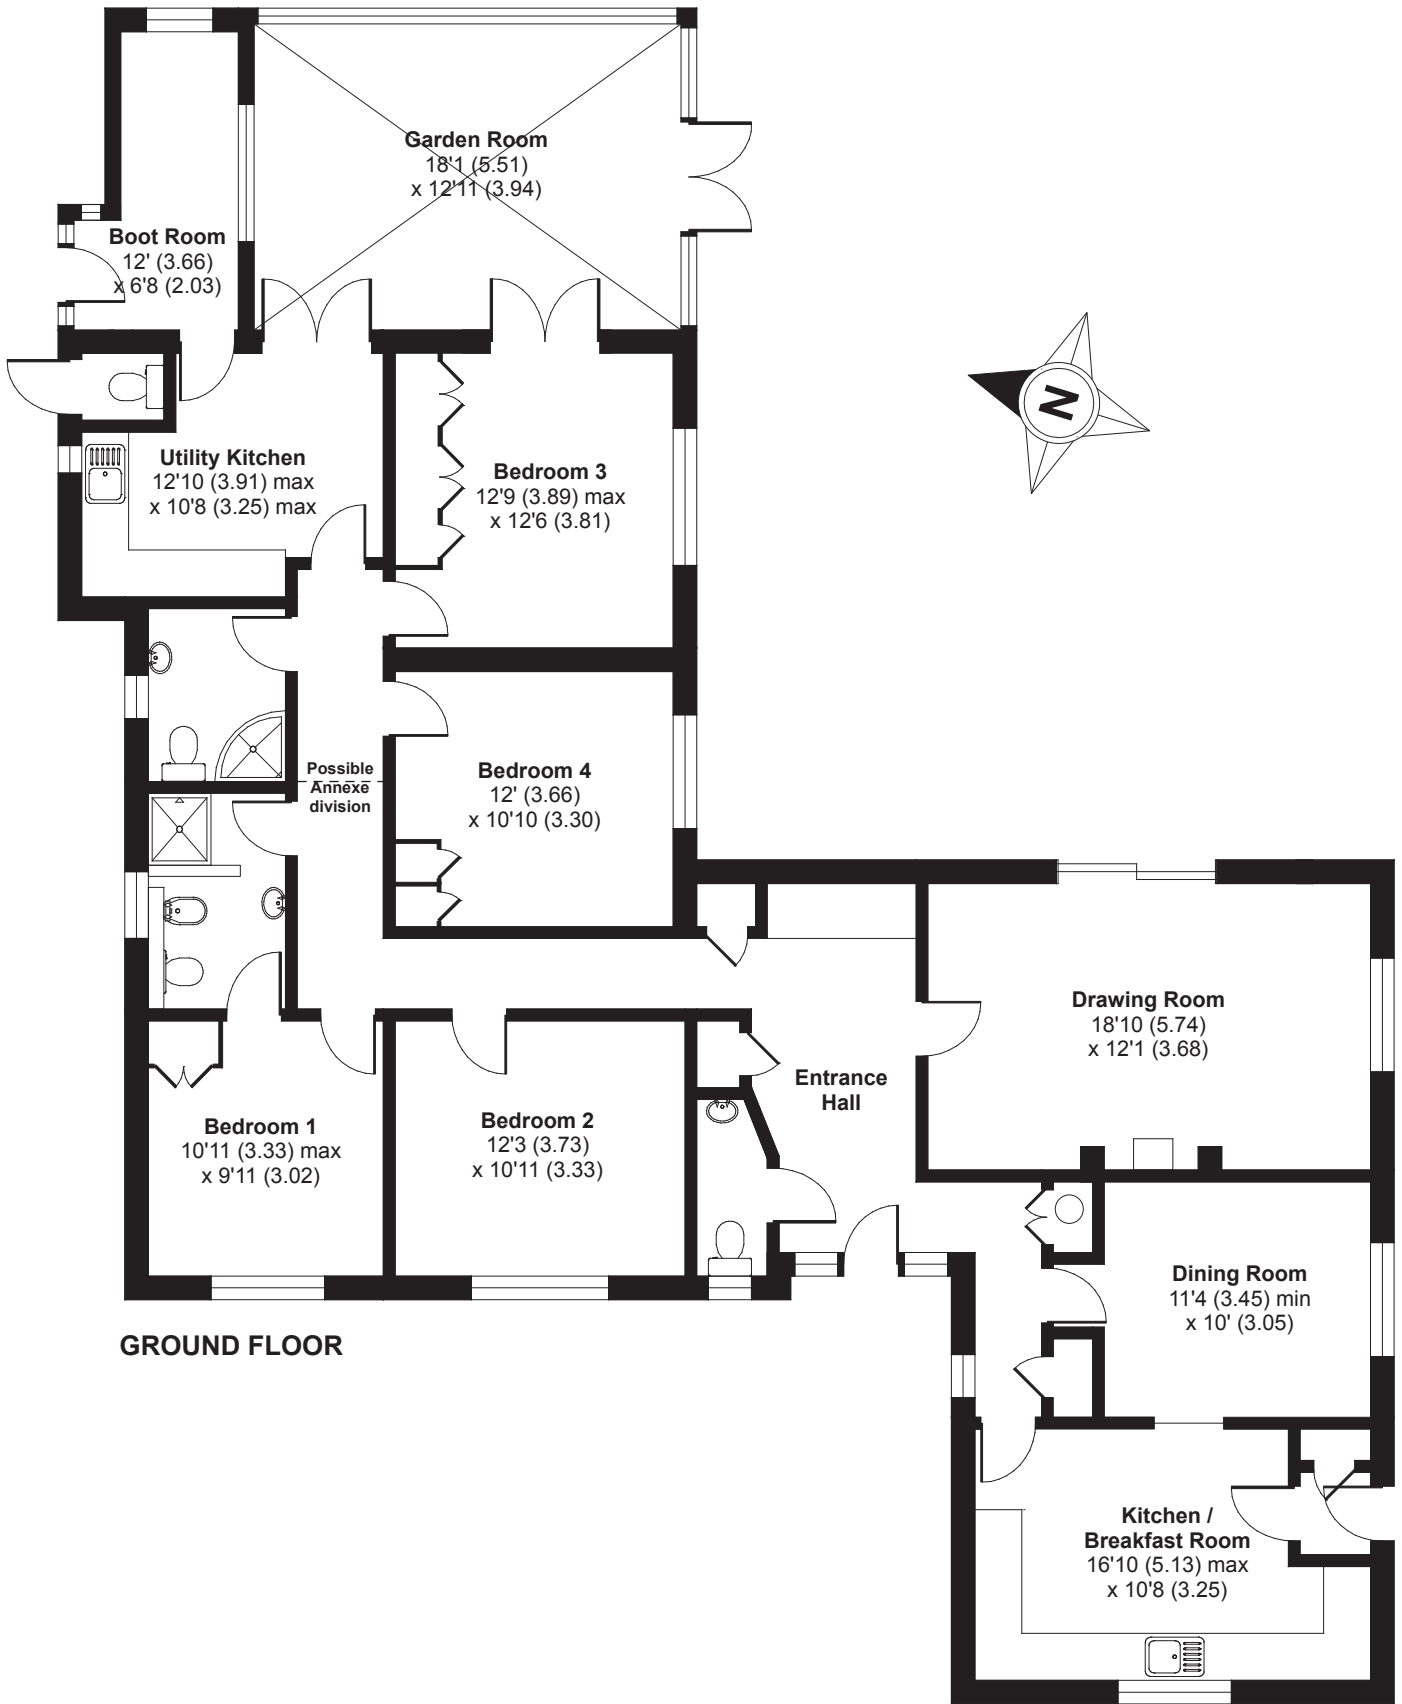 Garden Room
18'1 (5.51)
x 12'11 (3.94)
Boot Room
12' (3.66)
x 6'8 (2.03)
N
Utility Kitchen
12'10 (3.91) max
x 10'8 (3.25) max
Bedroom 3
12'9 (3.89) max
x 12'6 (3.81)
Possible
Annexe
division
Bedroom 4
12' (3.66)
x 10'10 (3.30)
Drawing Room
18'10 (5.74)
x 12'1 (3.68)
Entrance
Hall
Bedroom 1
10'11 (3.33) max
x 9'11 (3.02)
Bedroom 2
12'3 (3.73)
x 10'11 (3.33)
Dining Room
11'4 (3.45) min
x 10' (3.05)
GROUND FLOOR
Kitchen /
Breakfast Room
16'10 (5.13) max
x 10'8 (3.25)